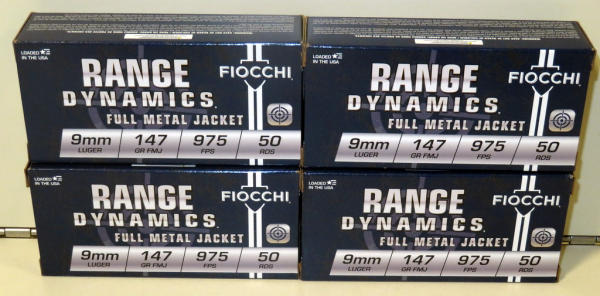 LOADED
IN THE USA
RANGE
DYNAMICS
FULL METAL JACKET
FIOCCHI
9mm 147 975 50
LUGER GR FMJ FPS RDS
LOADED
IN THE USA
RANGE
DYNAMICS
FULL METAL JACKET
FIOCCHI
9mm 147 975 50
LUGER GR FMJ FPS RDS
LOADED
IN THE USA
RANGE
DYNAMICS
FULL METAL JACKET
FIOCCHI
9mm 147 975 50
LUGER GR FMJ FPS RDS
LOADED
IN THE USA
RANGE
DYNAMICS
FULL METAL JACKET
FIOCCHI
9mm 147 975 50
LUGER GR FMJ FPS RDS